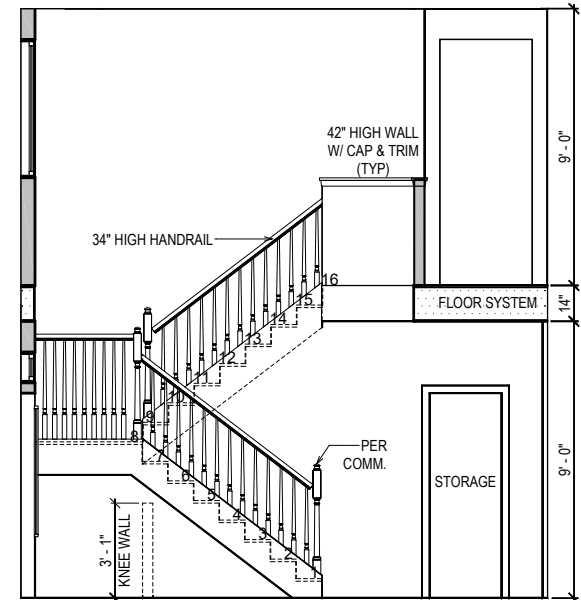 42" HIGH WALL
W/ CAP & TRIM
(TYP)
9' - 0"
34" HIGH HANDRAIL
16
15
14
13
12
11
10
9
FLOOR SYSTEM
14"
8
7
6
5
4
3
2
1
PER
COMM.
STORAGE
9' - 0"
3' - 1"
KNEE WALL